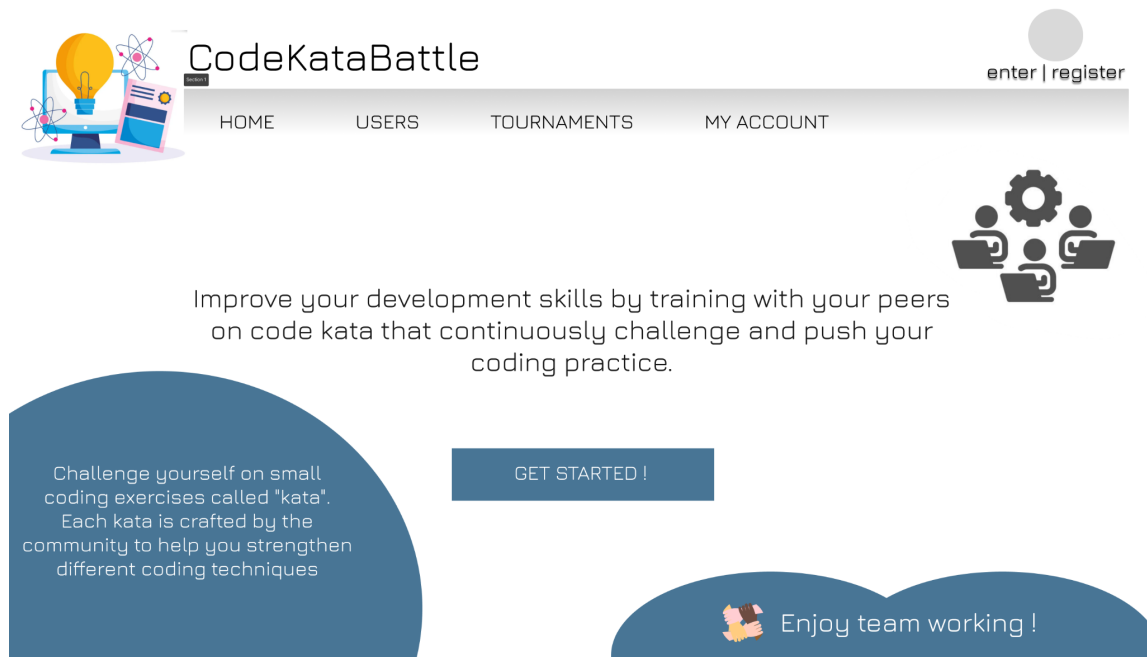 CodeKataBattle
Section 1
enter | register
HOME USERS TOURNAMENTS MY ACCOUNT
Improve your development skills by training with your peers
on code kata that continuously challenge and push your
coding practice.
GET STARTED !
Challenge yourself on small
coding exercises called "kata".
Each kata is crafted by the
community to help you strengthen
different coding techniques
Enjoy team working !